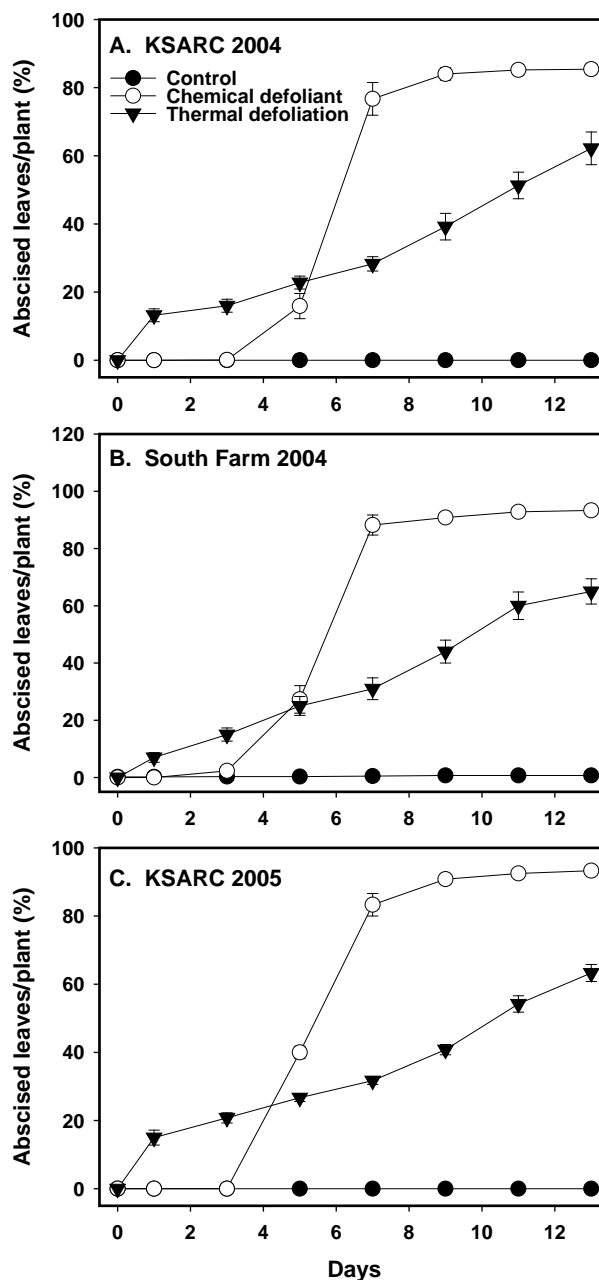 100
80
60
40
20
0
Abscised leaves/plant (%)
A. KSARC 2004
Control
Chemical defoliant
Thermal defoliation
0 2 4 6 8 10 12
120
100
80
60
40
20
0
Abscised leaves/plant (%)
B. South Farm 2004
0 2 4 6 8 10 12
100
80
60
40
20
0
Abscised leaves/plant (%)
C. KSARC 2005
0 2 4 6 8 10 12
Days